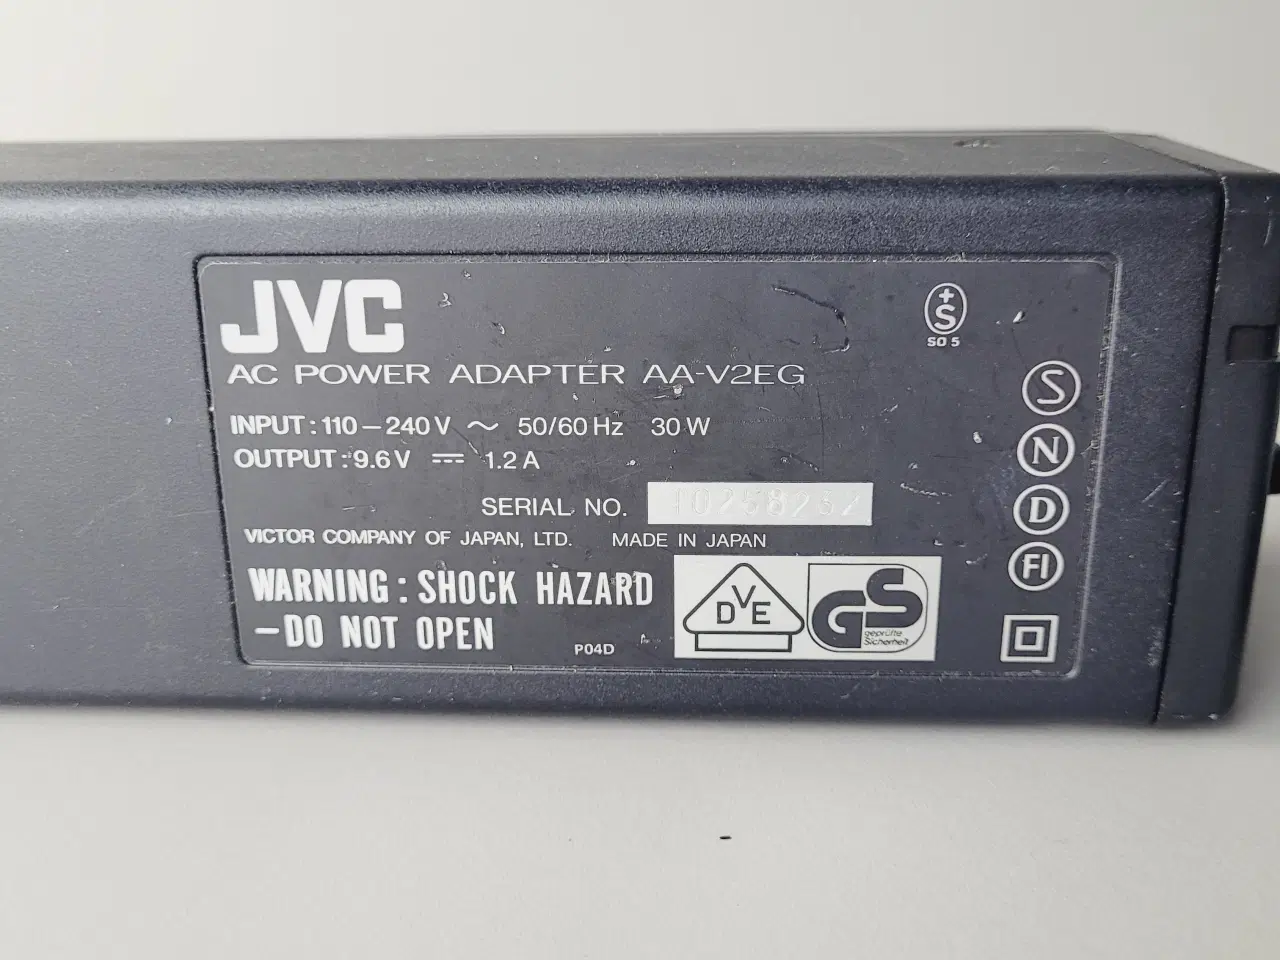 JVC
AC POWER ADAPTER AA-V2EG
INPUT : 110 – 240 V ~ 50/60 Hz 30 W
OUTPUT : 9.6 V ⎓ 1.2 A
SERIAL NO.
VICTOR COMPANY OF JAPAN, LTD. MADE IN JAPAN
WARNING : SHOCK HAZARD
–DO NOT OPEN
P04D
DVE
GS
geprüfte
Sicherheit
+S
S
N
D
FI